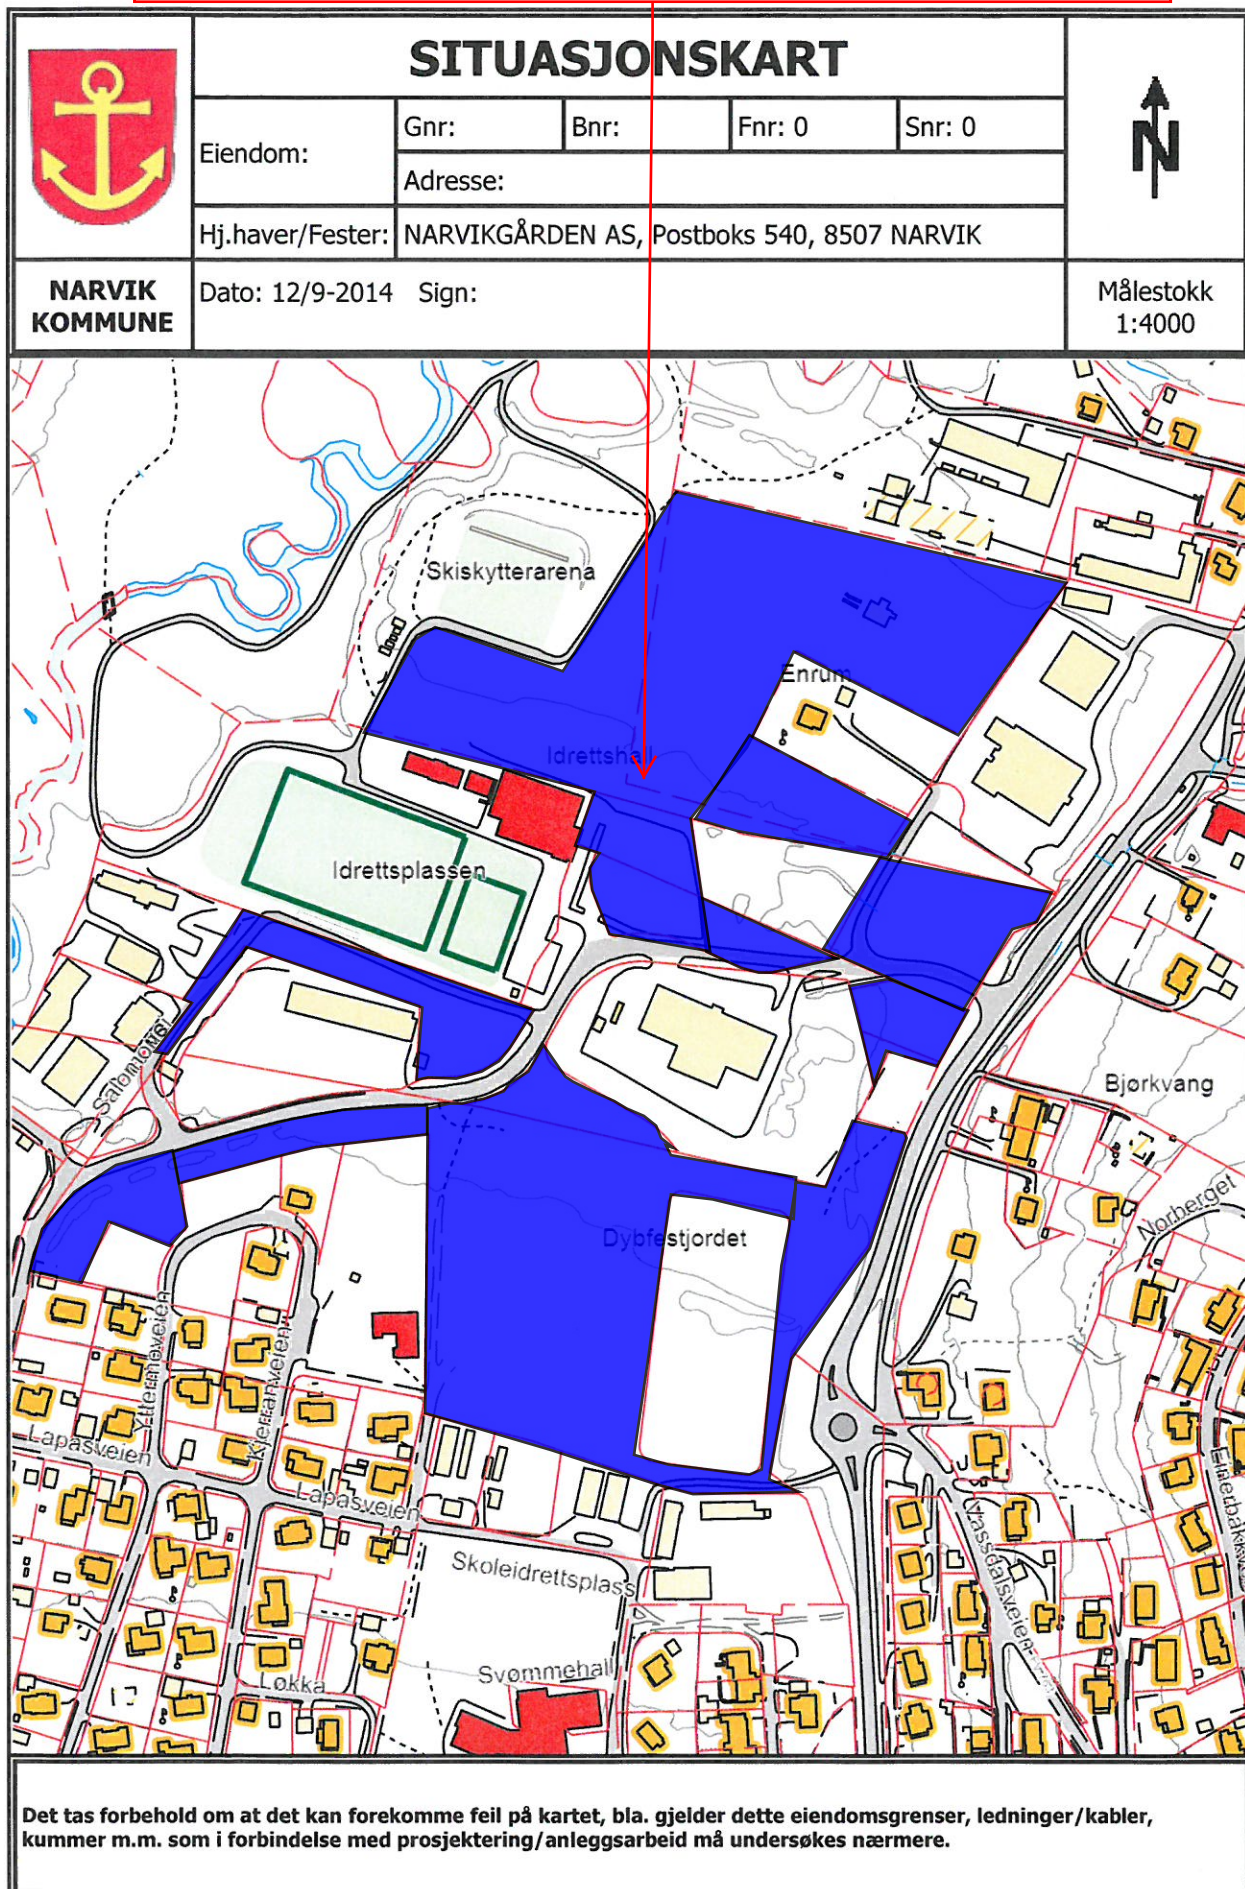 SITUASJONSKART
Eiendom:
Gnr:
Bnr:
Fnr: 0
Snr: 0
Adresse:
Hj.haver/Fester:
NARVIKGÅRDEN AS, Postboks 540, 8507 NARVIK
N
NARVIK
KOMMUNE
Dato: 12/9-2014 Sign:
Målestokk
1:4000
Skiskytterarena
Enrum
Idrettshall
Idrettsplassen
Bjørkvang
Norberget
Dybfestjordet
Yttermoveien
Kjerranveien
Lapasveien
Lapasveien
Skoleidrettsplass
Vassdalsveien
Svømmehall
Løkka
Det tas forbehold om at det kan forekomme feil på kartet, bla. gjelder dette eiendomsgrenser, ledninger/kabler,
kummer m.m. som i forbindelse med prosjektering/anleggsarbeid må undersøkes nærmere.